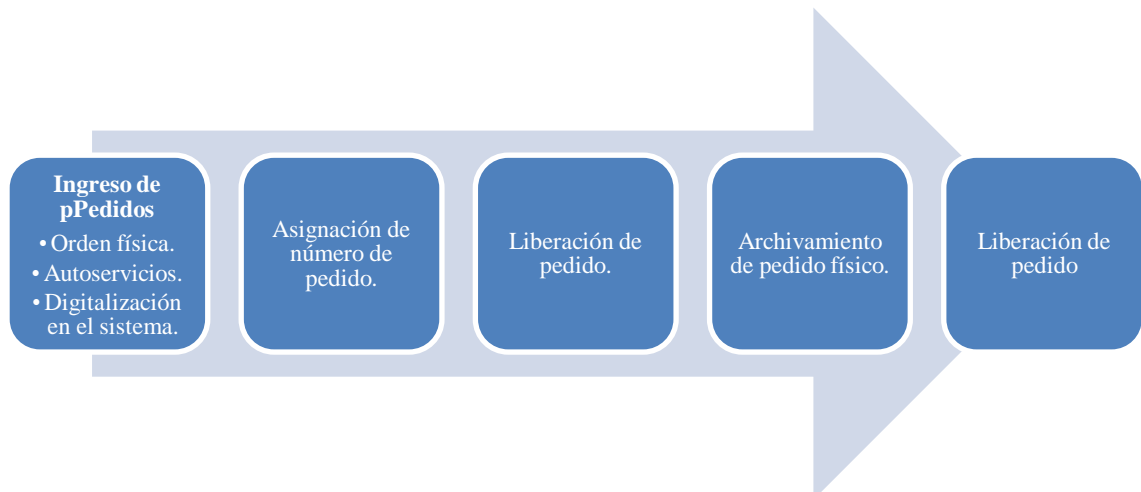 Ingreso de
pPedidos
• Orden física.
• Autoservicios.
• Digitalización
en el sistema.
Asignación de
número de
pedido.
Liberación de
pedido.
Archivamiento
de pedido físico.
Liberación de
pedido